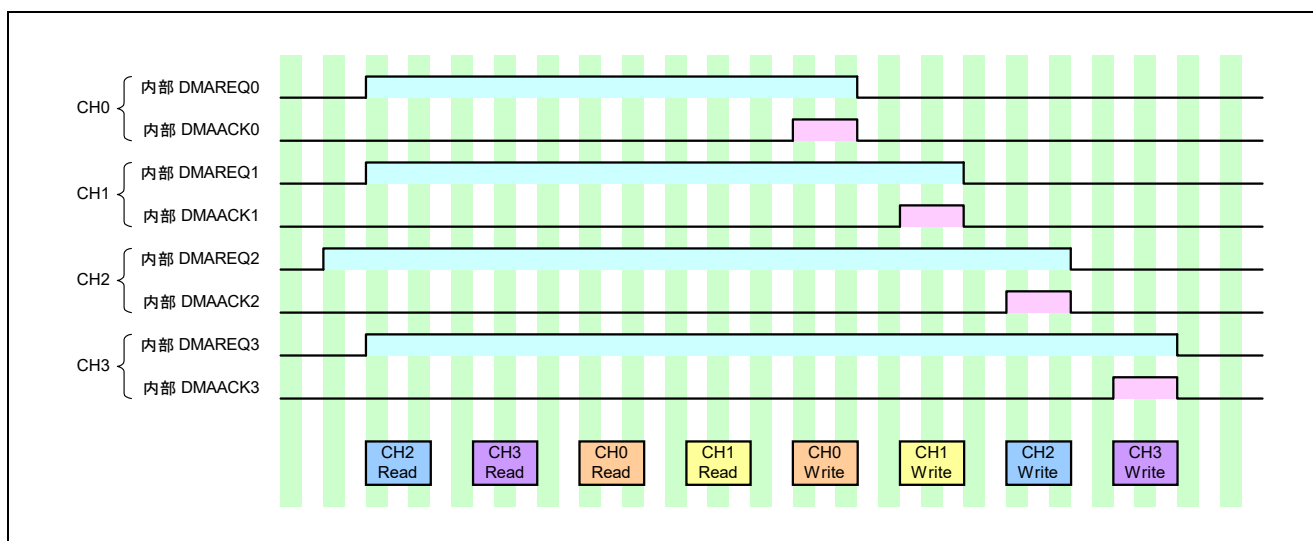 CH0
内部 DMAREQ0
内部 DMAACK0
CH1
内部 DMAREQ1
内部 DMAACK1
CH2
内部 DMAREQ2
内部 DMAACK2
CH3
内部 DMAREQ3
内部 DMAACK3
CH2 CH3 CH0 CH1 CH0 CH1 CH2 CH3
Read Read Read Read Write Write Write Write